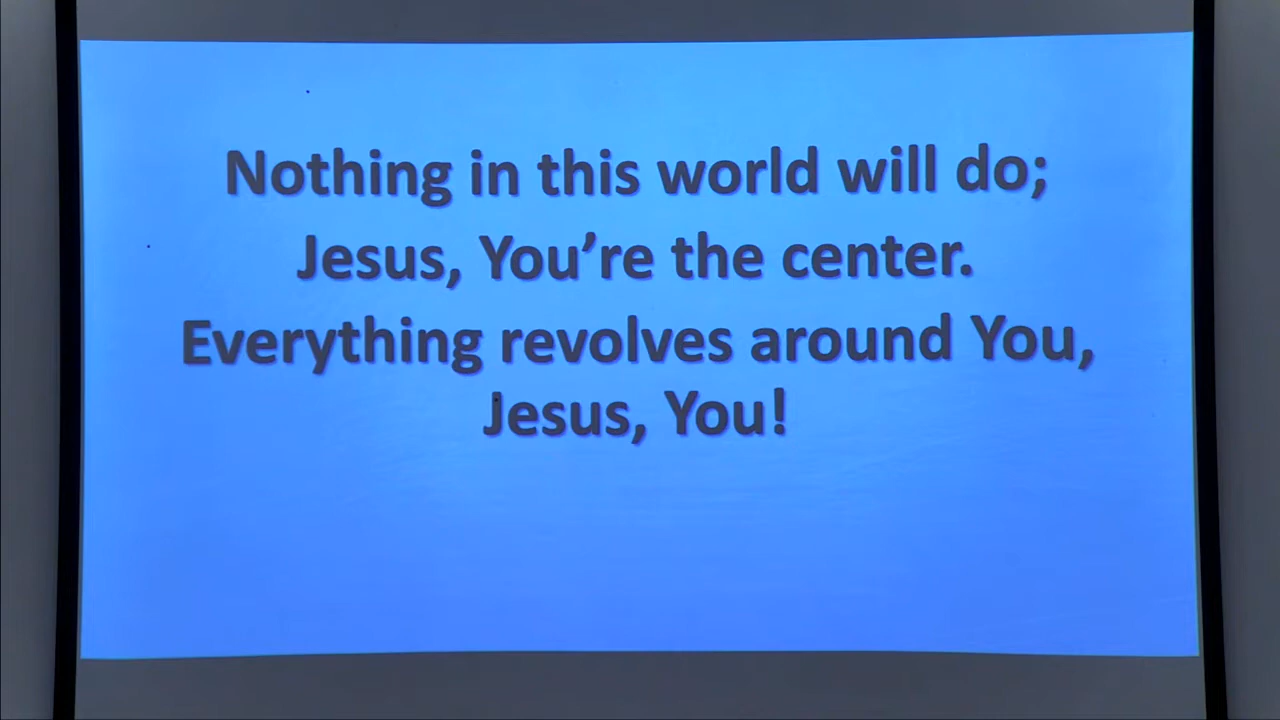 Nothing in this world will do;
Jesus, You’re the center.
Everything revolves around You,
Jesus, You!